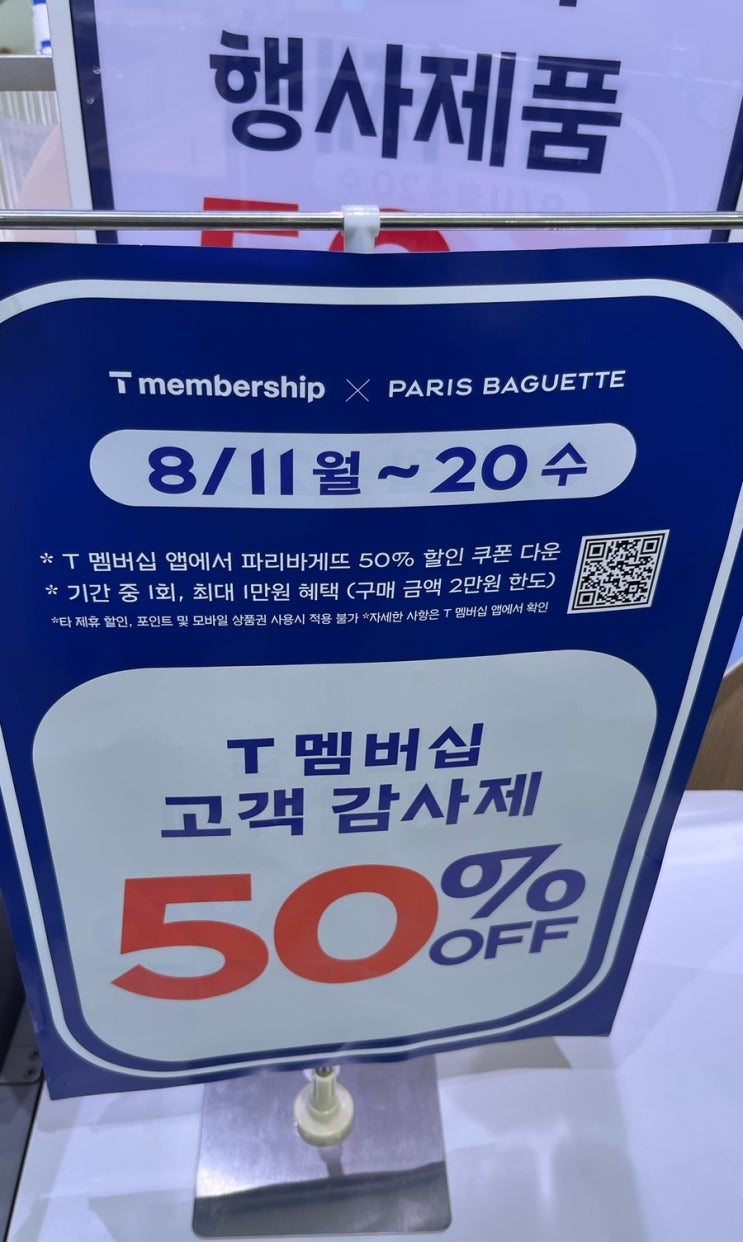 행사제품
T membership × PARIS BAGUETTE
8/11 월 ~ 20 수
* T 멤버십 앱에서 파리바게뜨 50% 할인 쿠폰 다운
* 기간 중 1회, 최대 1만원 혜택 (구매 금액 2만원 한도)
*타 제휴 할인, 포인트 및 모바일 상품권 사용시 적용 불가 *자세한 사항은 T 멤버십 앱에서 확인
T 멤버십
고객 감사제
50% OFF